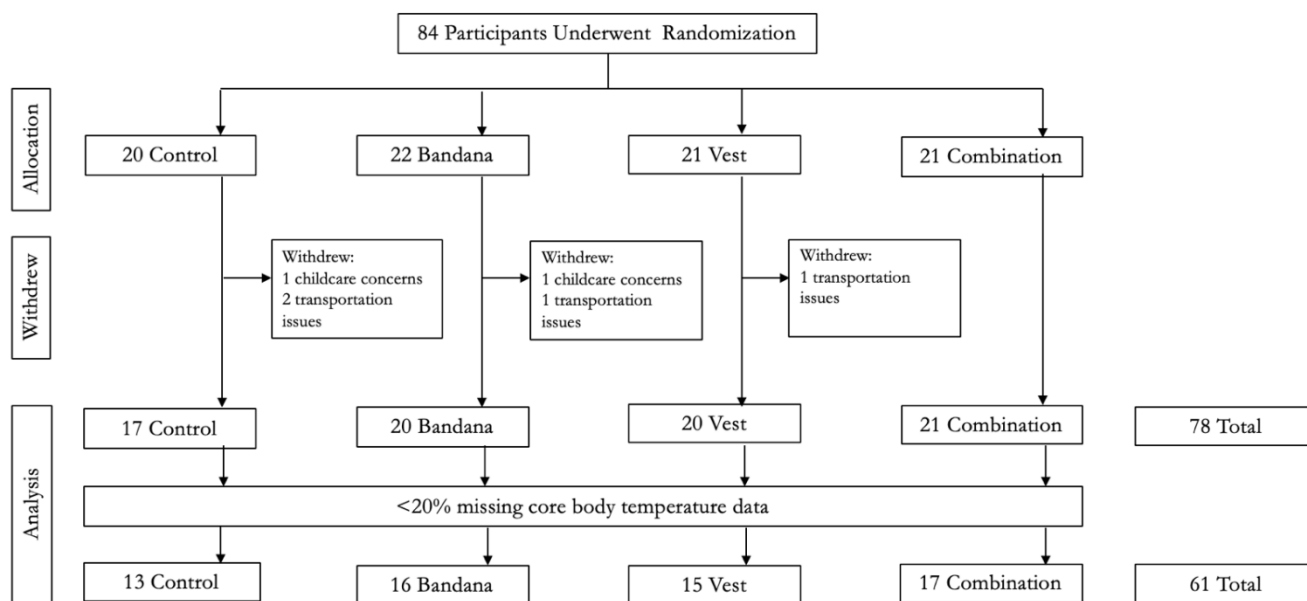 84 Participants Underwent Randomization
Allocation
20 Control
22 Bandana
21 Vest
21 Combination
Withdrew
Withdrew:
1 childcare concerns
2 transportation
issues
Withdrew:
1 childcare concerns
1 transportation
issues
Withdrew:
1 transportation
issues
Analysis
17 Control
20 Bandana
20 Vest
21 Combination
78 Total
<20% missing core body temperature data
13 Control
16 Bandana
15 Vest
17 Combination
61 Total